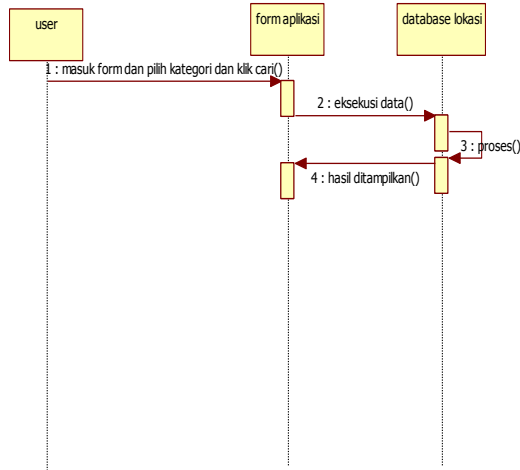 user
form aplikasi
database lokasi
1 : masuk form dan pilih kategori dan klik cari()
2 : eksekusi data()
3 : proses()
4 : hasil ditampilkan()